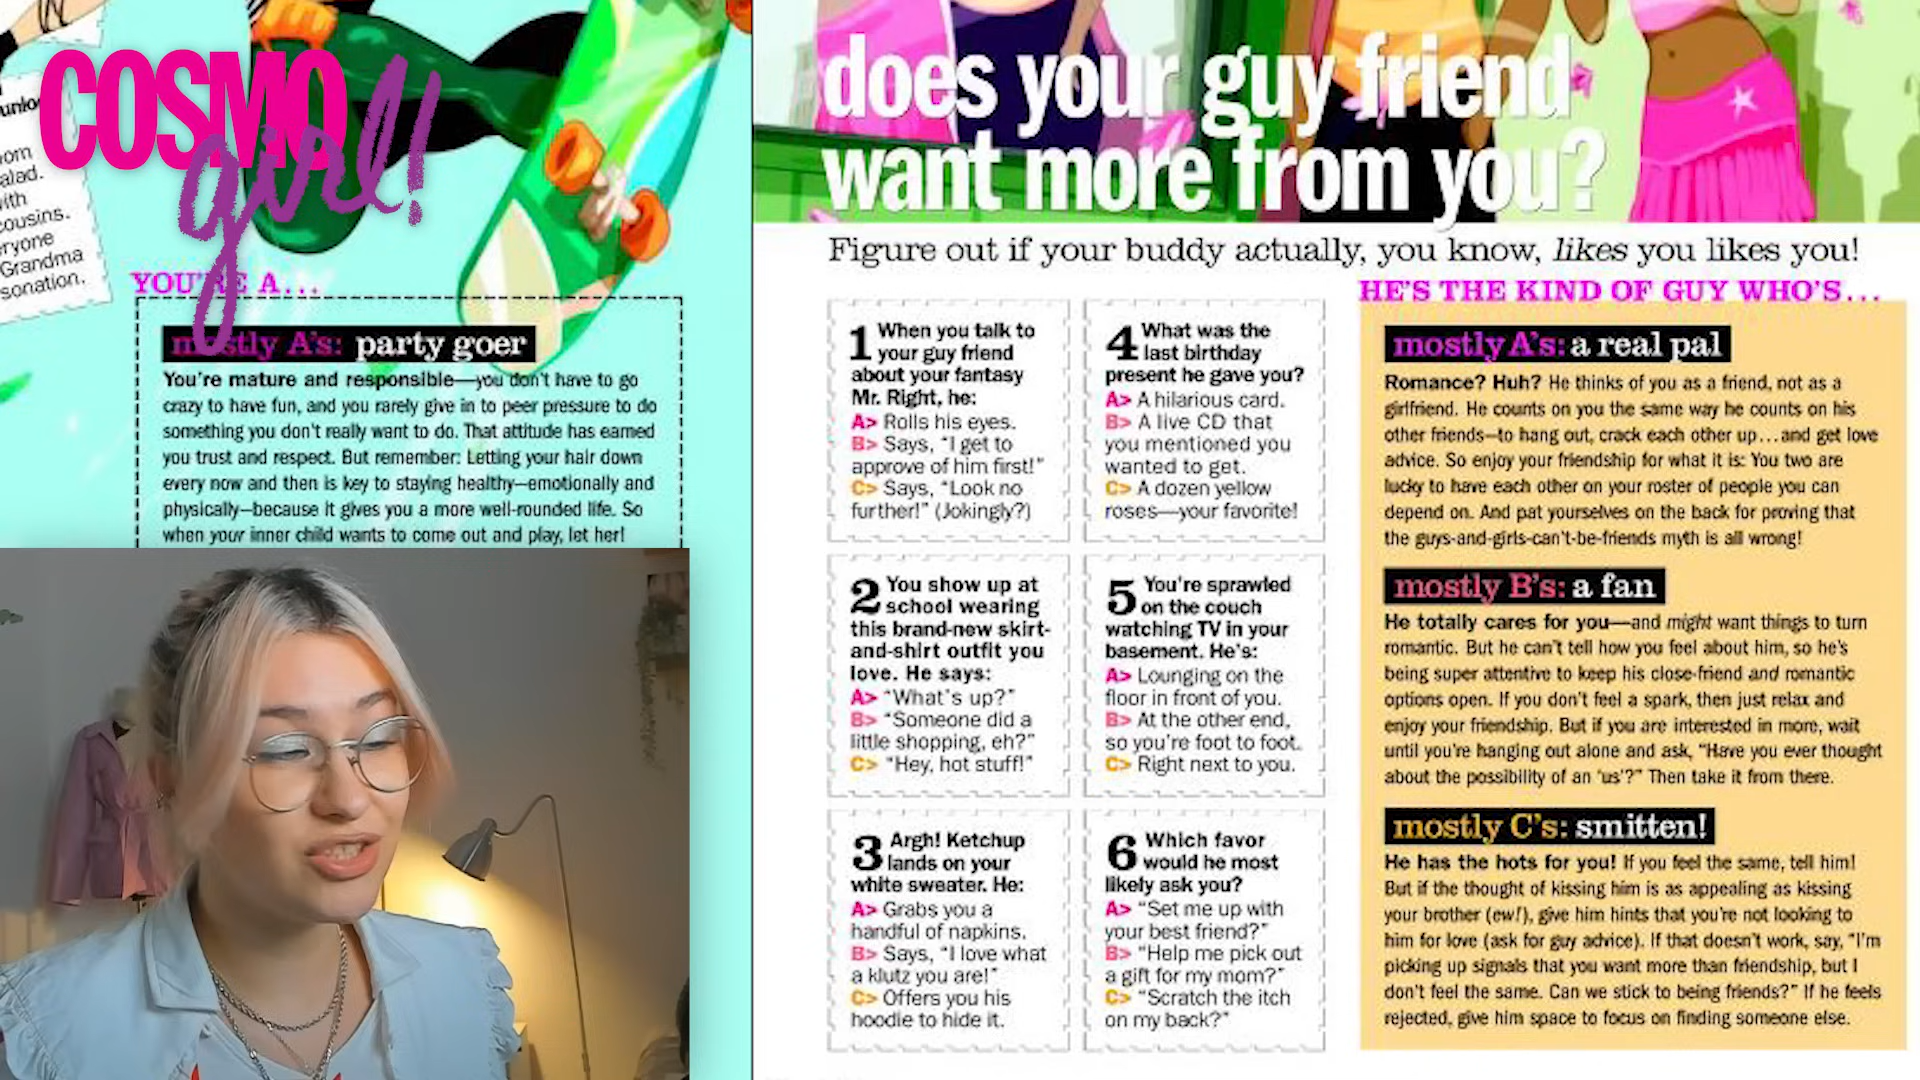 COSMO
girl!
unlo
om
alad.
ith
cousins.
ryone
Grandma
sonation.
YOU'RE A...
mostly A's: party goer
You're mature and responsible—you don't have to go
crazy to have fun, and you rarely give in to peer pressure to do
something you don't really want to do. That attitude has earned
you trust and respect. But remember: Letting your hair down
every now and then is key to staying healthy—emotionally and
physically—because it gives you a more well-rounded life. So
when your inner child wants to come out and play, let her!
does your guy friend
want more from you?
Figure out if your buddy actually, you know, likes you likes you!
1 When you talk to
your guy friend
about your fantasy
Mr. Right, he:
A> Rolls his eyes.
B> Says, "I get to
approve of him first!"
C> Says, "Look no
further!" (Jokingly?)
2 You show up at
school wearing
this brand-new skirt-
and-shirt outfit you
love. He says:
A> "What's up?"
B> "Someone did a
little shopping, eh?"
C> "Hey, hot stuff!"
3 Argh! Ketchup
lands on your
white sweater. He:
A> Grabs you a
handful of napkins.
B> Says, "I love what
a klutz you are!"
C> Offers you his
hoodie to hide it.
4 What was the
last birthday
present he gave you?
A> A hilarious card.
B> A live CD that
you mentioned you
wanted to get.
C> A dozen yellow
roses—your favorite!
5 You're sprawled
on the couch
watching TV in your
basement. He's:
A> Lounging on the
floor in front of you.
B> At the other end,
so you're foot to foot.
C> Right next to you.
6 Which favor
would he most
likely ask you?
A> "Set me up with
your best friend?"
B> "Help me pick out
a gift for my mom?"
C> "Scratch the itch
on my back?"
HE'S THE KIND OF GUY WHO'S...
mostly A's: a real pal
Romance? Huh? He thinks of you as a friend, not as a
girlfriend. He counts on you the same way he counts on his
other friends—to hang out, crack each other up...and get love
advice. So enjoy your friendship for what it is: You two are
lucky to have each other on your roster of people you can
depend on. And pat yourselves on the back for proving that
the guys-and-girls-can't-be-friends myth is all wrong!
mostly B's: a fan
He totally cares for you—and might want things to turn
romantic. But he can't tell how you feel about him, so he's
being super attentive to keep his close-friend and romantic
options open. If you don't feel a spark, then just relax and
enjoy your friendship. But if you are interested in more, wait
until you're hanging out alone and ask, "Have you ever thought
about the possibility of an 'us'?" Then take it from there.
mostly C's: smitten!
He has the hots for you! If you feel the same, tell him!
But if the thought of kissing him is as appealing as kissing
your brother (ew!), give him hints that you're not looking to
him for love (ask for guy advice). If that doesn't work, say, "I'm
picking up signals that you want more than friendship, but I
don't feel the same. Can we stick to being friends?" If he feels
rejected, give him space to focus on finding someone else.